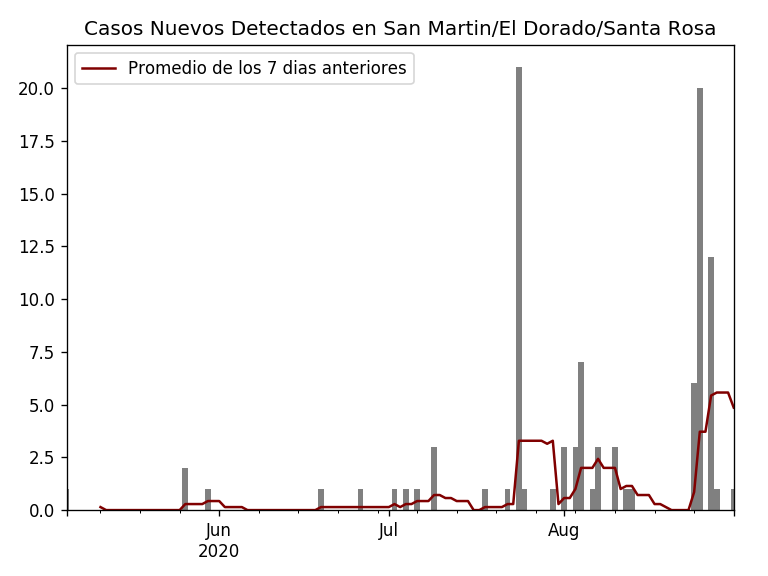 Casos Nuevos Detectados en San Martin/El Dorado/Santa Rosa
Promedio de los 7 dias anteriores
20.0
17.5
15.0
12.5
10.0
7.5
5.0
2.5
0.0
Jun
2020
Jul
Aug